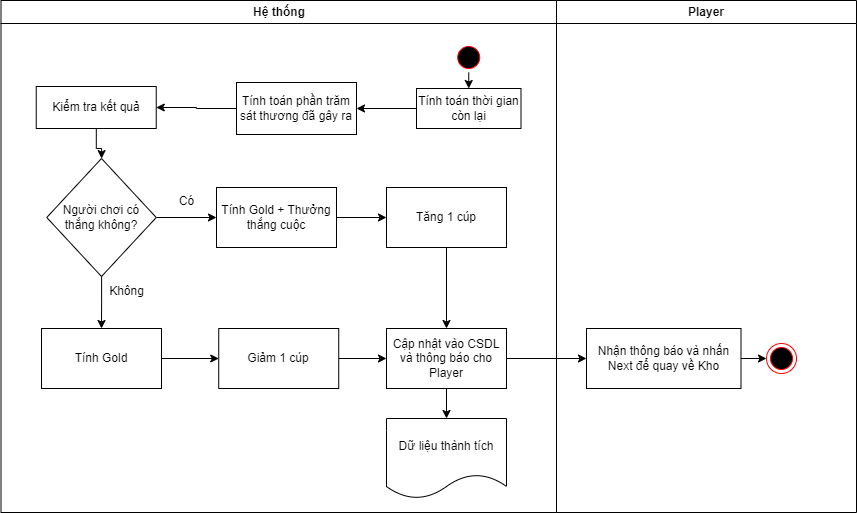 Hệ thống
Player
Tính toán thời gian
còn lại
Tính toán phần trăm
sát thương đã gây ra
Kiểm tra kết quả
Người chơi có
thắng không?
Có
Tính Gold + Thưởng
thắng cuộc
Tăng 1 cúp
Không
Tính Gold
Giảm 1 cúp
Cập nhật vào CSDL
và thông báo cho
Player
Nhận thông báo và nhấn
Next để quay về Kho
Dữ liệu thành tích